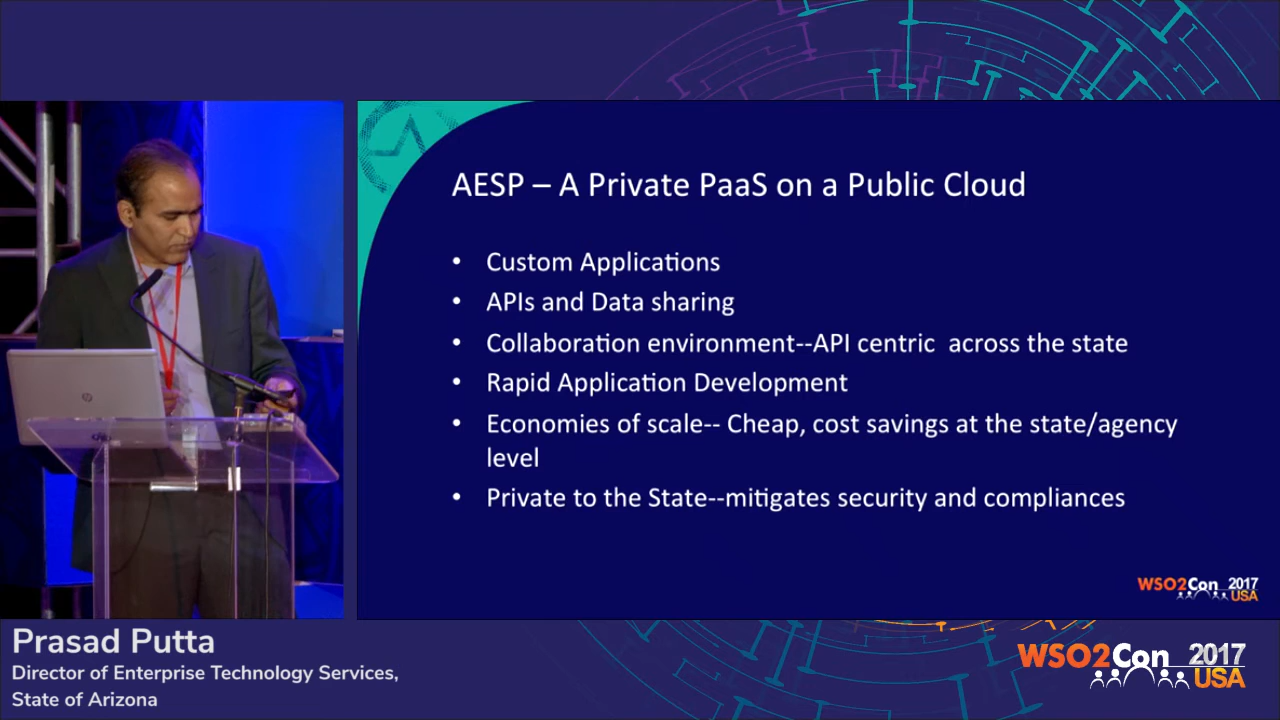 AESP – A Private PaaS on a Public Cloud
• Custom Applications
• APIs and Data sharing
• Collaboration environment--API centric across the state
• Rapid Application Development
• Economies of scale-- Cheap, cost savings at the state/agency
level
• Private to the State--mitigates security and compliances
WSO2Con 2017
USA
Prasad Putta
Director of Enterprise Technology Services,
State of Arizona
WSO2Con 2017
USA